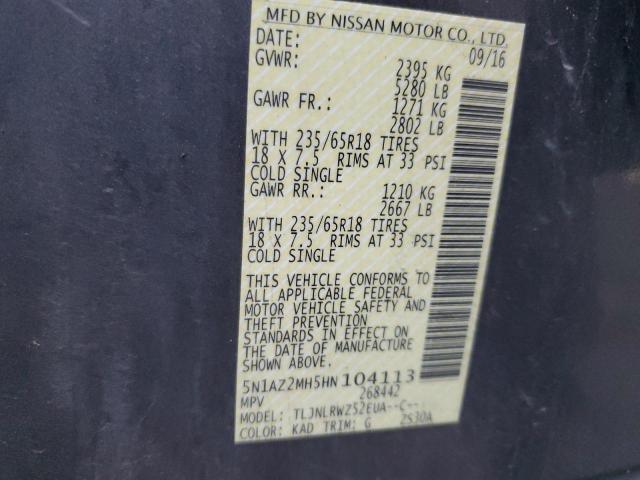 MFD BY NISSAN MOTOR CO., LTD.
DATE: 09/16
GVWR: 2395 KG
5280 LB
GAWR FR.: 1271 KG
2802 LB
WITH 235/65R18 TIRES
18 X 7.5 RIMS AT 33 PSI
COLD SINGLE
GAWR RR.: 1210 KG
2667 LB
WITH 235/65R18 TIRES
18 X 7.5 RIMS AT 33 PSI
COLD SINGLE
THIS VEHICLE CONFORMS TO
ALL APPLICABLE FEDERAL
MOTOR VEHICLE SAFETY AND
THEFT PREVENTION
STANDARDS IN EFFECT ON
THE DATE OF MANUFACTURE
SHOWN ABOVE.
5N1AZ2MH5HN104113
MPV 268442
MODEL: TLJNLRWZ52EUA--C--
COLOR: KAD TRIM: G ZS30A